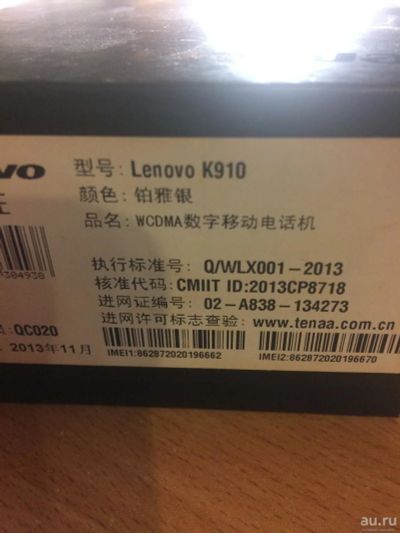 型号: Lenovo K910
颜色: 铂雅银
品名: WCDMA数字移动电话机
执行标准号: Q/WLX001-2013
核准代码: CMIIT ID:2013CP8718
进网证编号: 02-A838-134273
进网许可标志查验: www.tenaa.com.cn
304938
QC020
2013年11月
IMEI1:862872020196662
IMEI2:862872020196670
au.ru